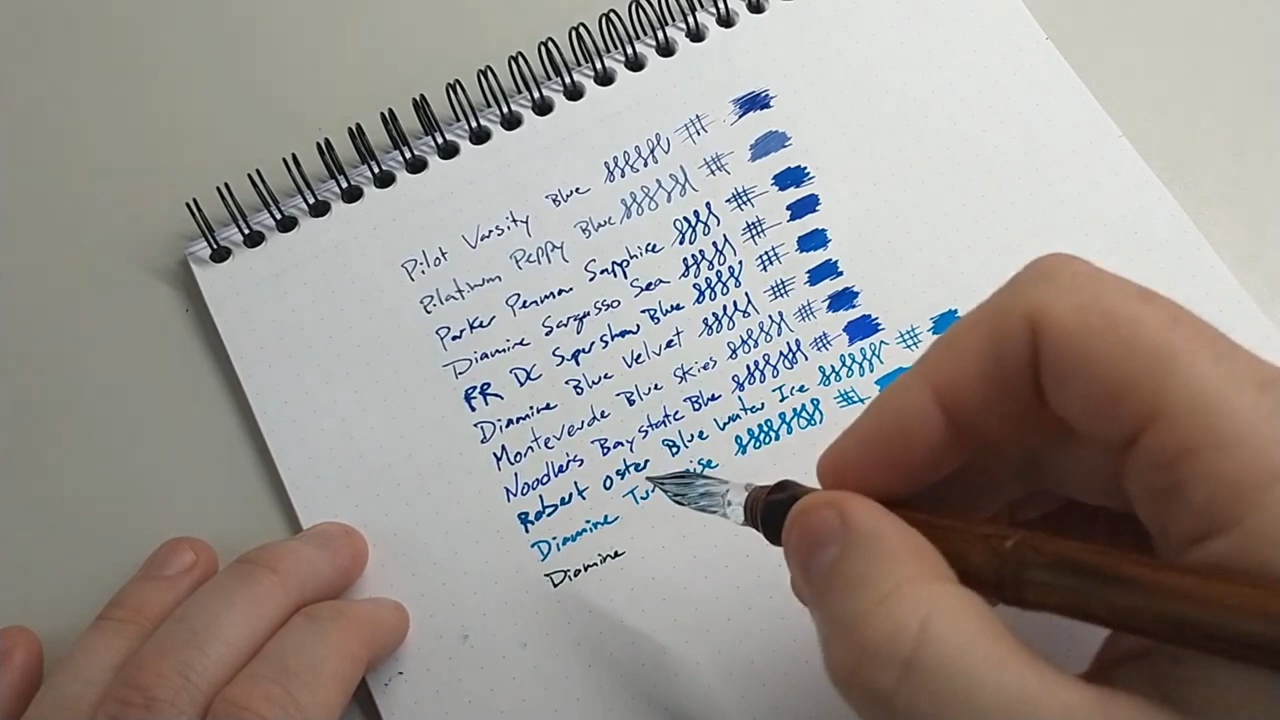 Pilot Varsity Blue
Platinum Peppy Blue
Parker Penman Sapphire
Diamine Sargasso Sea
FR DC Supershow Blue
Diamine Blue Velvet
Monteverde Blue Skies
Noodler's Baystate Blue
Robert Oster Blue Water Ice
Diamine
Diamine